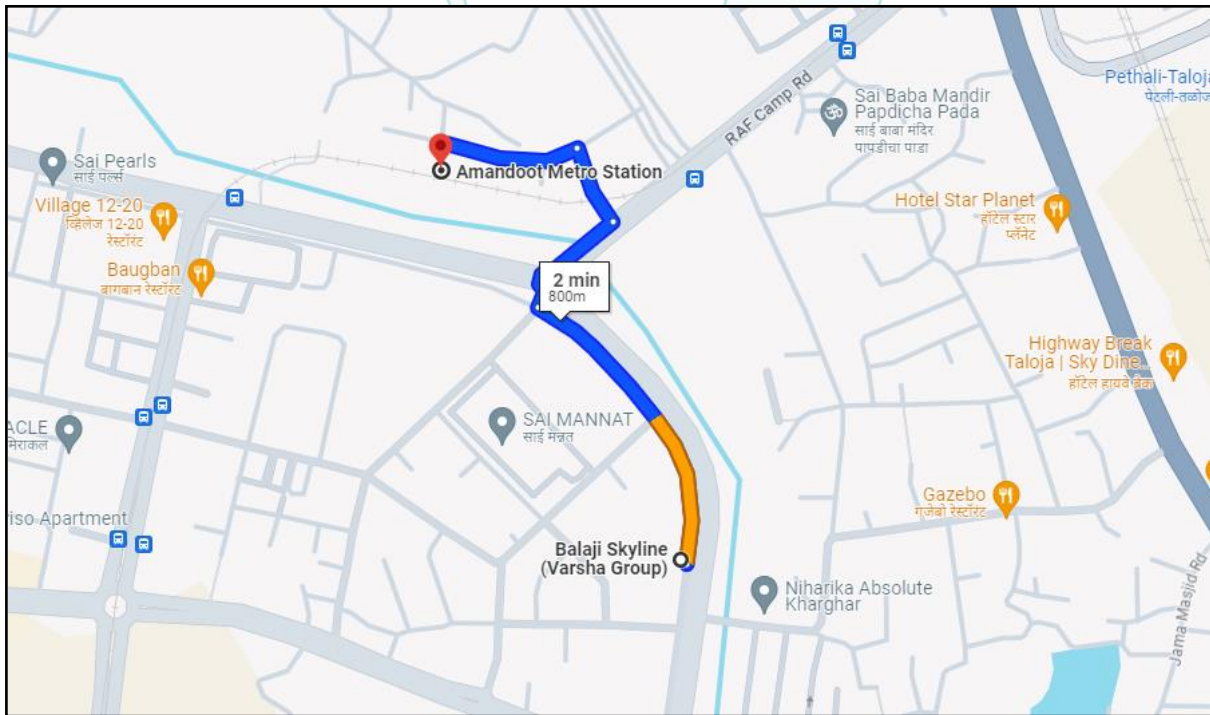 RAF Camp Rd
Pethali-Taloja
पेटली-तळोज
Sai Baba Mandir
Papdicha Pada
साई बाबा मंदिर
पापडीचा पाडा
Sai Pearls
साई पर्ल्स
Amandoot Metro Station
Village 12-20
व्हिलेज 12-20
रेस्टॉरंट
Hotel Star Planet
हॉटेल स्टार
प्लॅनेट
Baugban
बागबान रेस्टॉरंट
2 min
800m
Highway Break
Taloja | Sky Dine...
हॉटेल हायवे ब्रेक
SAI MANNAT
साई मन्नत
ACLE
मिराकल
Gazebo
गजेबो रेस्टॉरंट
riso Apartment
Balaji Skyline
(Varsha Group)
Niharika Absolute
Kharghar
Jama Masjid Rd